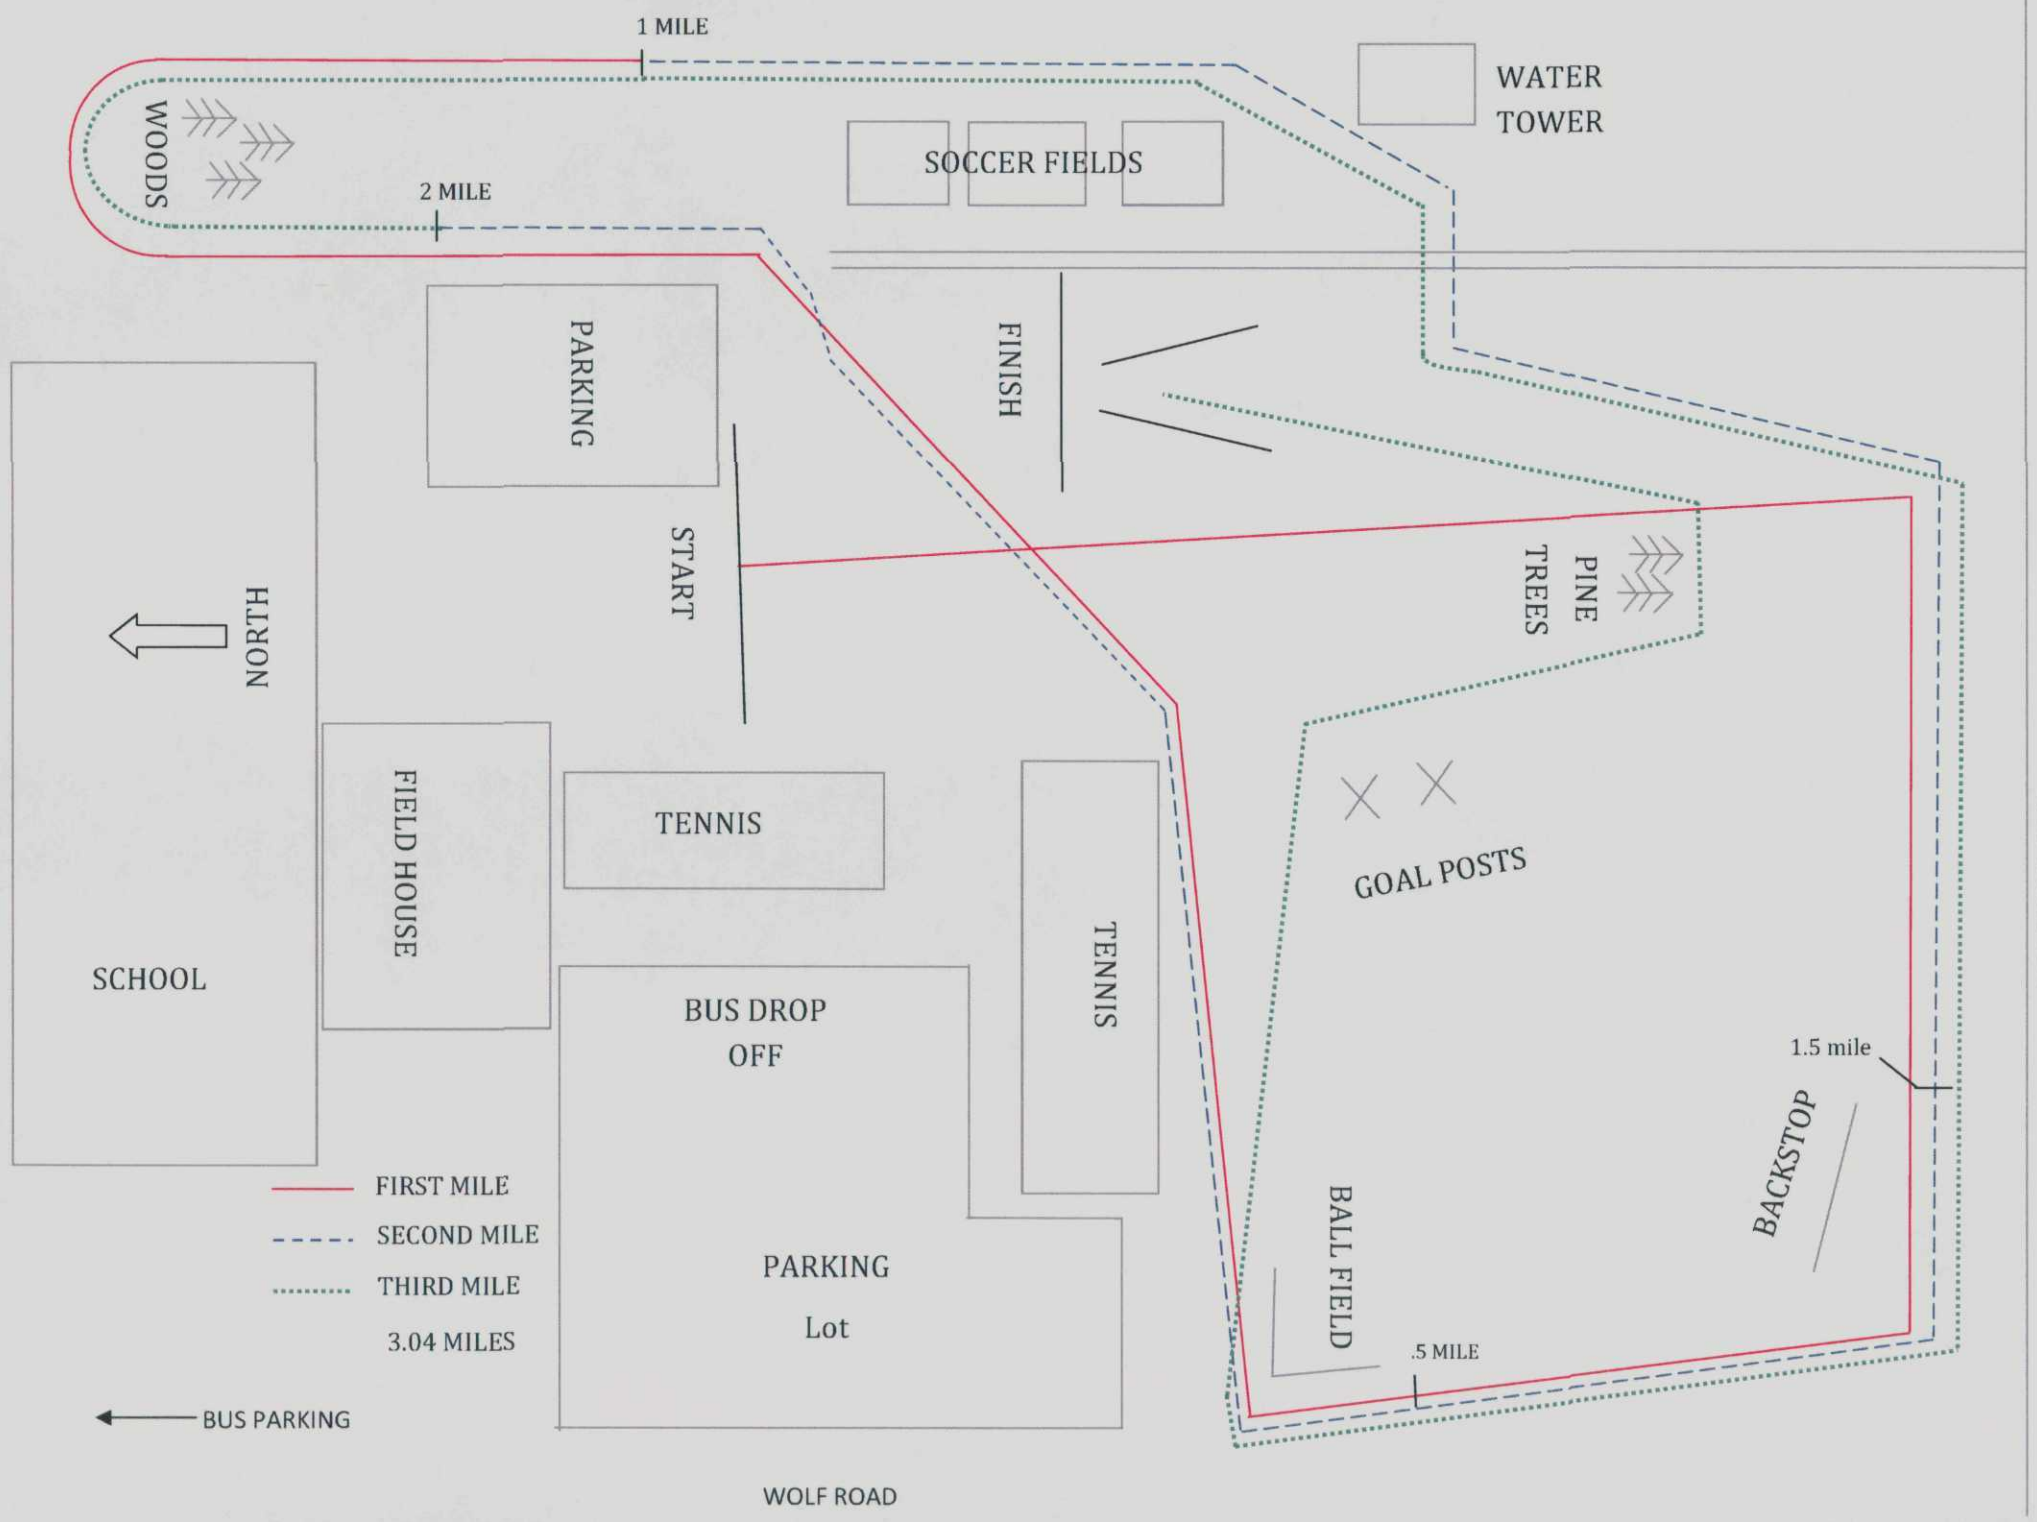 1 MILE
WATER
TOWER
WOODS
SOCCER FIELDS
2 MILE
PARKING
FINISH
START
PINE
TREES
NORTH
FIELD HOUSE
TENNIS
GOAL POSTS
TENNIS
SCHOOL
BUS DROP
OFF
1.5 mile
BACKSTOP
FIRST MILE
SECOND MILE
THIRD MILE
3.04 MILES
PARKING
Lot
BALL FIELD
.5 MILE
BUS PARKING
WOLF ROAD